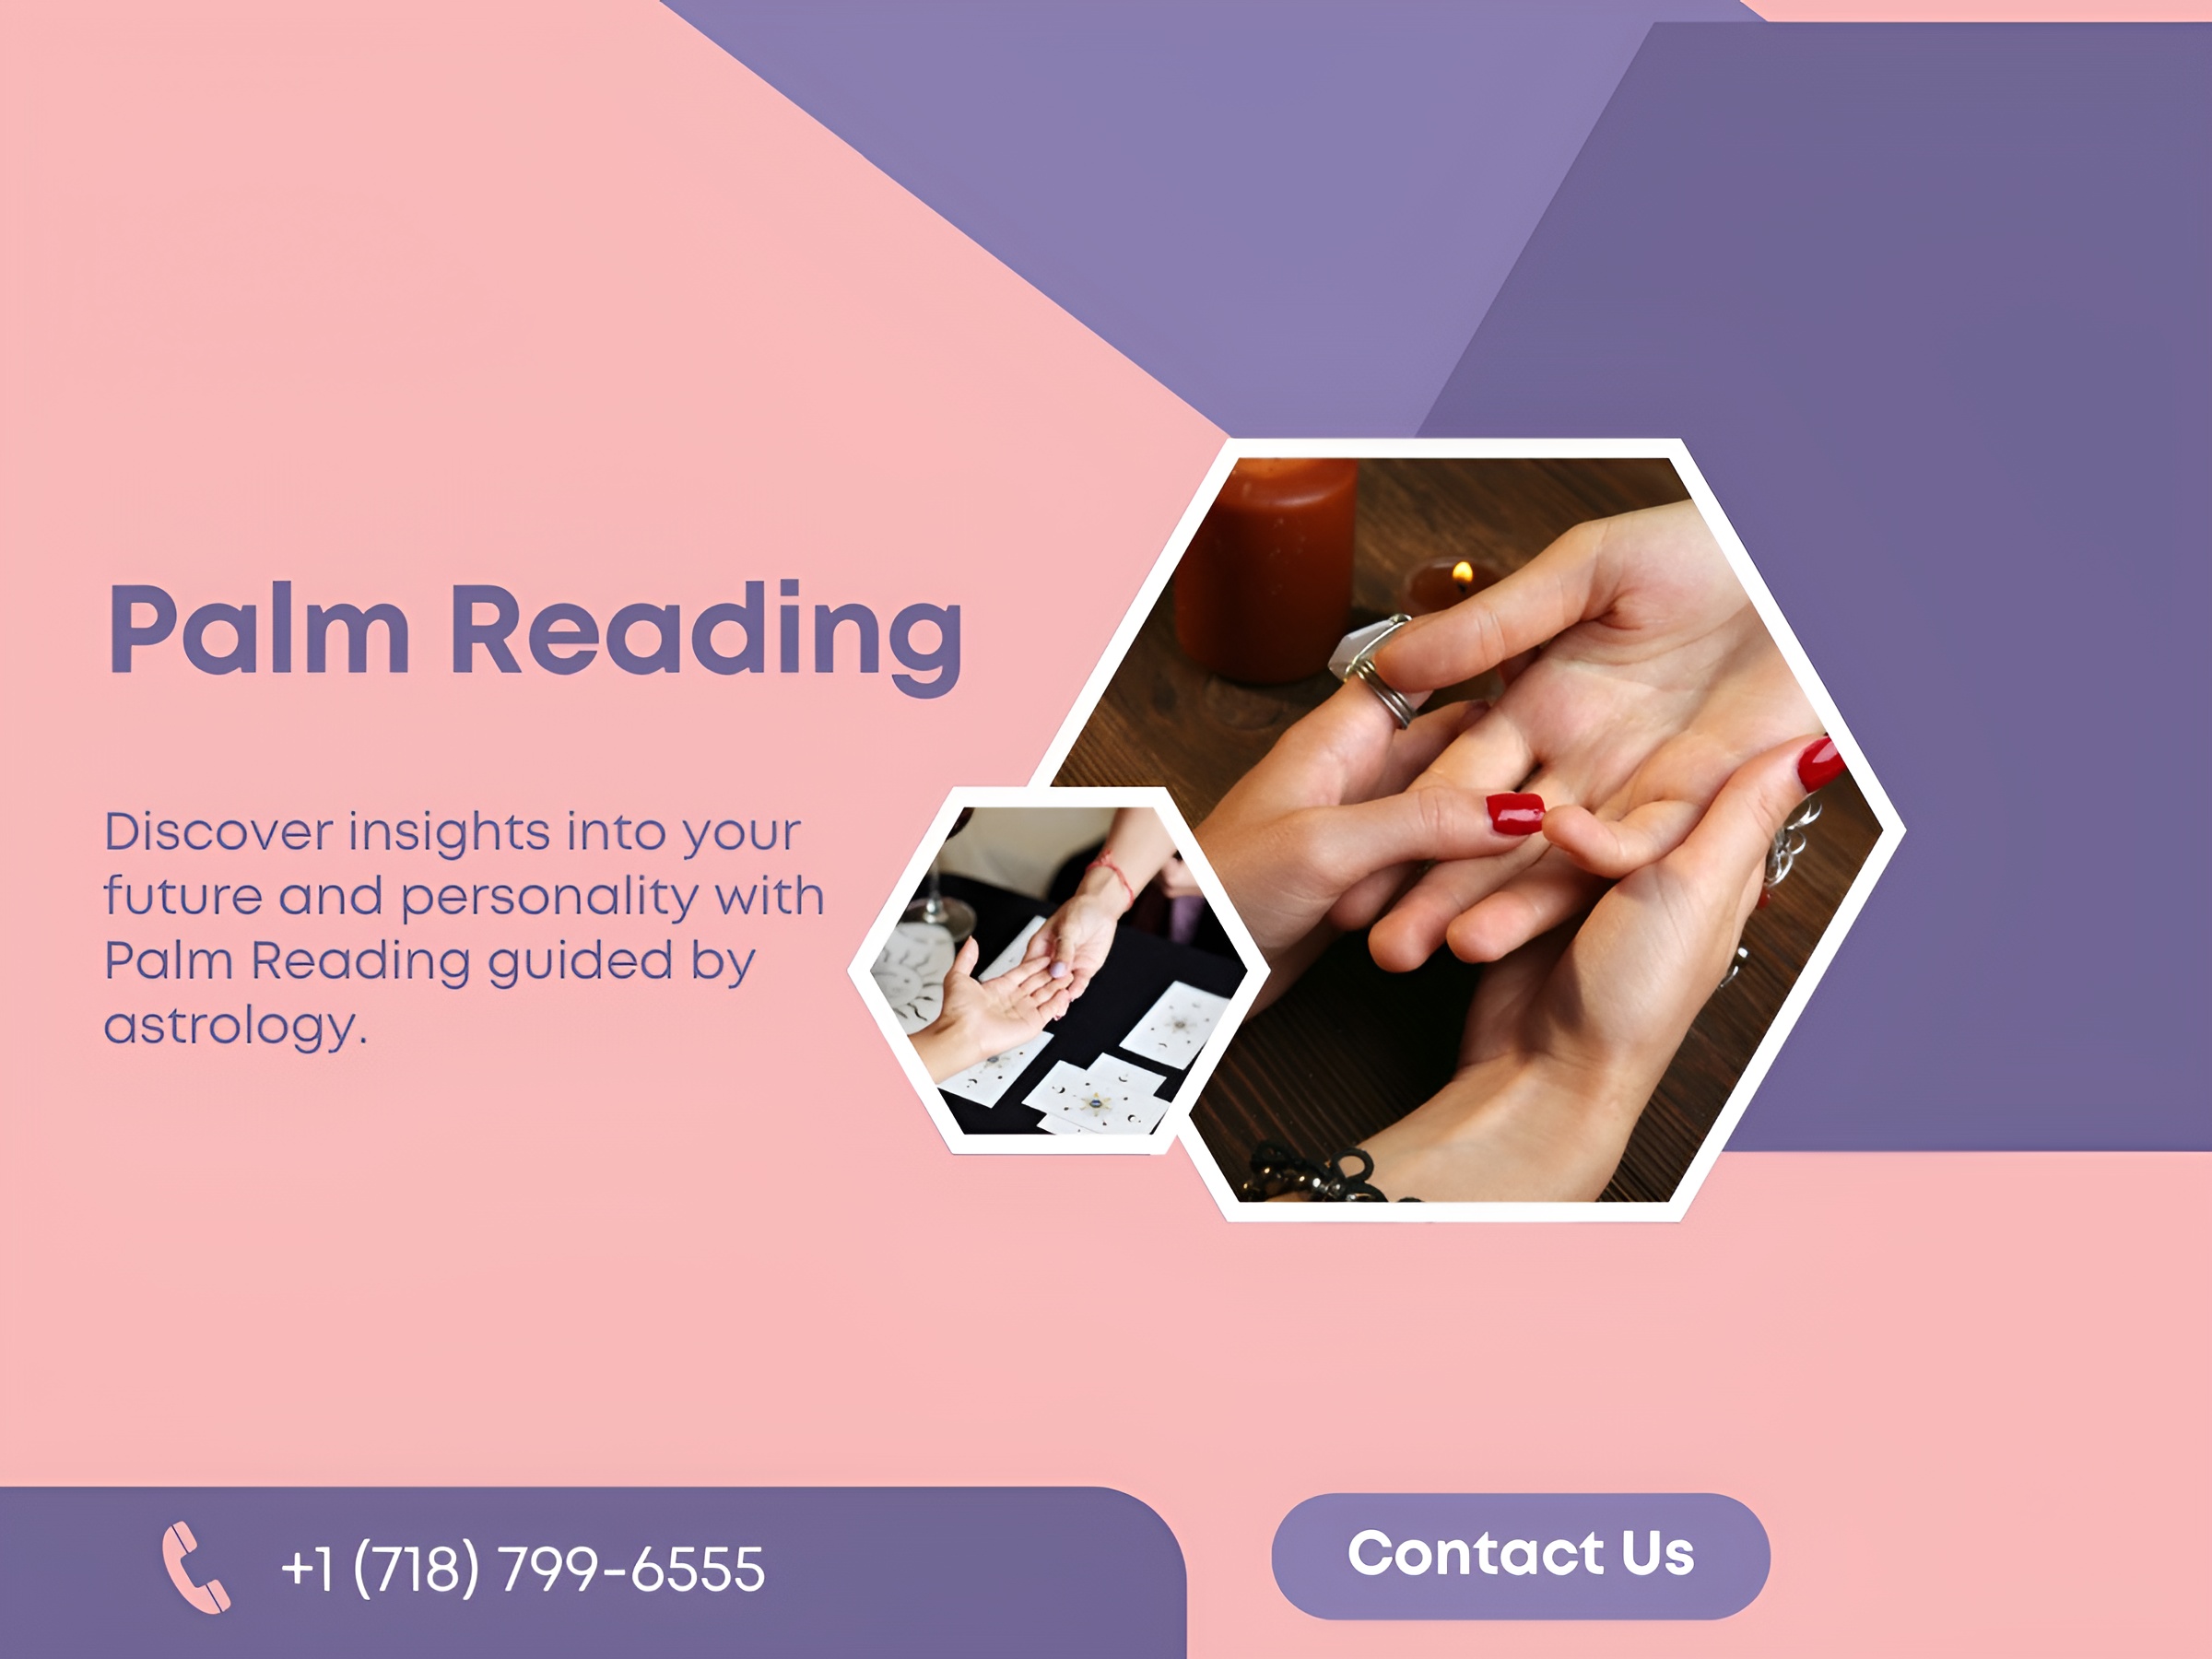 Palm Reading
Discover insights into your
future and personality with
Palm Reading guided by
astrology.
+1 (718) 799-6555
Contact Us